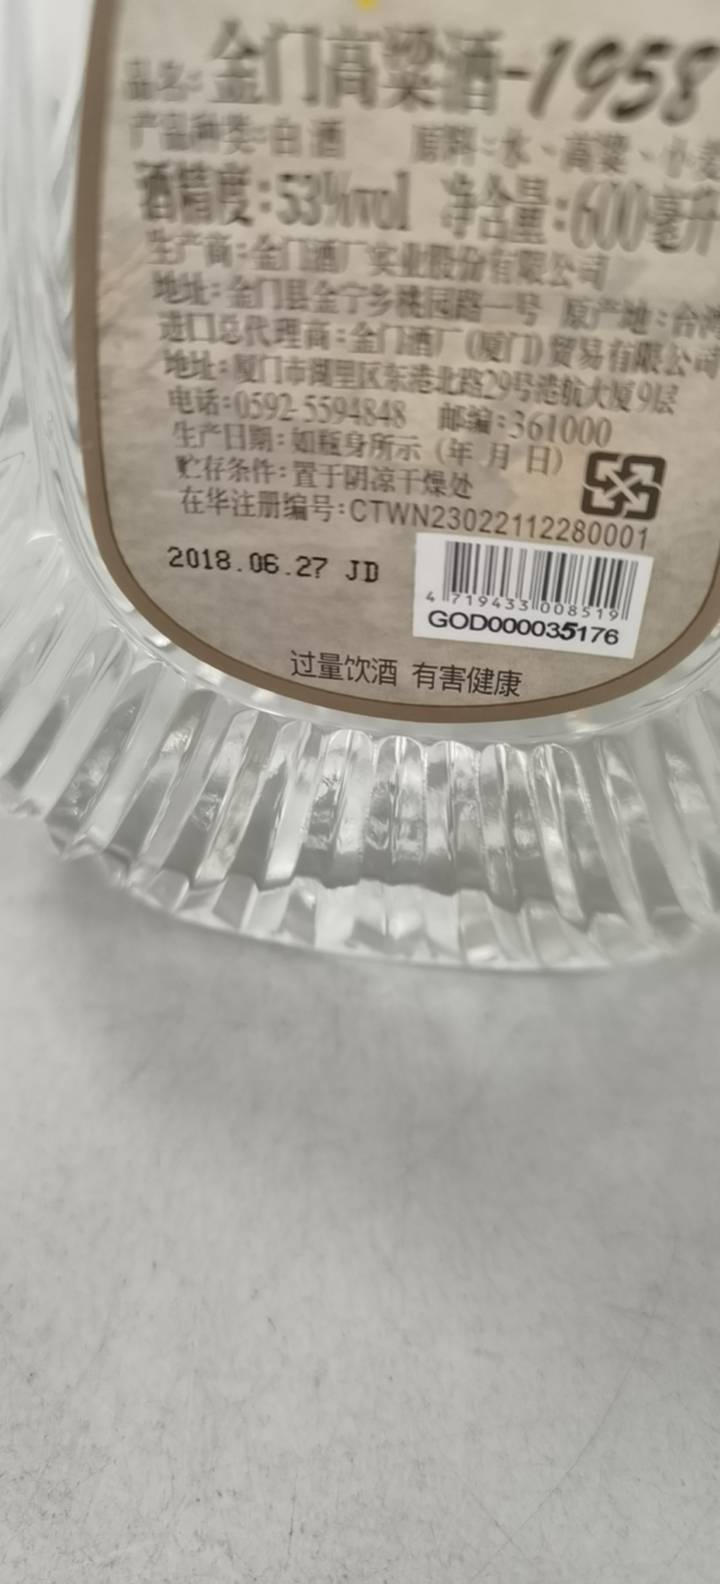 品名:金门高粱酒-1958
产品种类:白酒 原料:水、高粱、小麦
酒精度:53%vol 净含量:600毫升
生产商:金门酒厂实业股份有限公司
地址:金门县金宁乡桃园路一号 原产地:台湾
进口总代理商:金门酒厂(厦门)贸易有限公司
地址:厦门市湖里区东港北路29号港航大厦9层
电话:0592-5594848 邮编:361000
生产日期:如瓶身所示(年 月 日)
贮存条件:置于阴凉干燥处
在华注册编号:CTWN23022112280001
2018.06.27 JD
4 719433 008519
GOD000035176
过量饮酒 有害健康